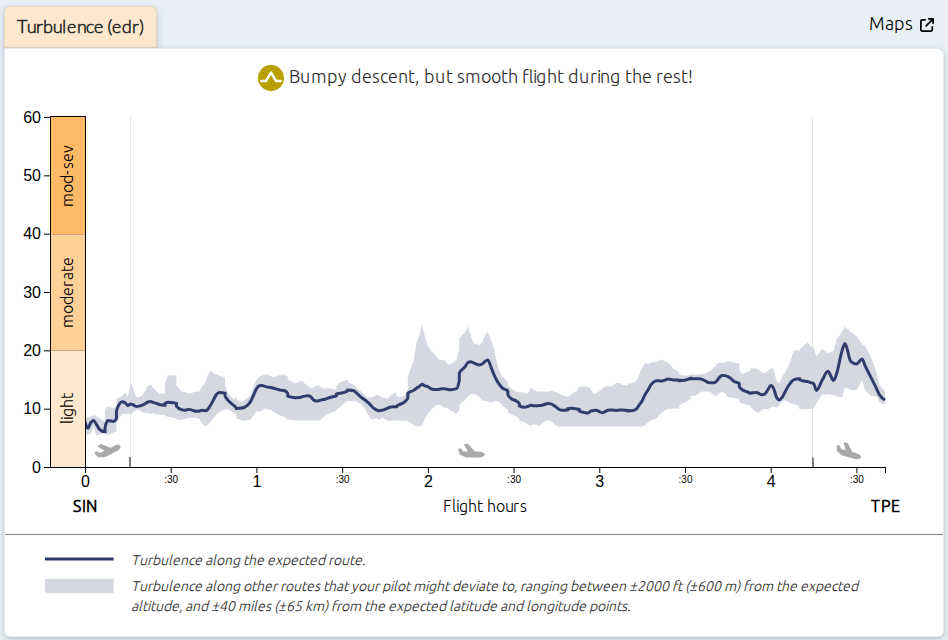 Turbulence (edr)
Maps
Bumpy descent, but smooth flight during the rest!
60
50
40
30
20
10
0
mod-sev
moderate
light
0 :30 1 :30 2 :30 3 :30 4 :30
SIN Flight hours TPE
Turbulence along the expected route.
Turbulence along other routes that your pilot might deviate to, ranging between ±2000 ft (±600 m) from the expected
altitude, and ±40 miles (±65 km) from the expected latitude and longitude points.